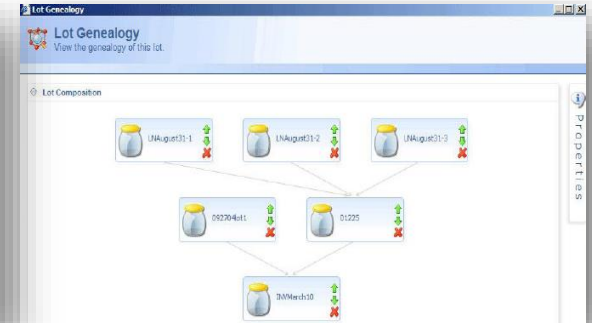 Lot Genealogy
Lot Genealogy
View the genealogy of this lot.
Lot Composition
Properties
LNAugust31-1
LNAugust31-2
LNAugust31-3
092704lot1
01225
INVMarch10